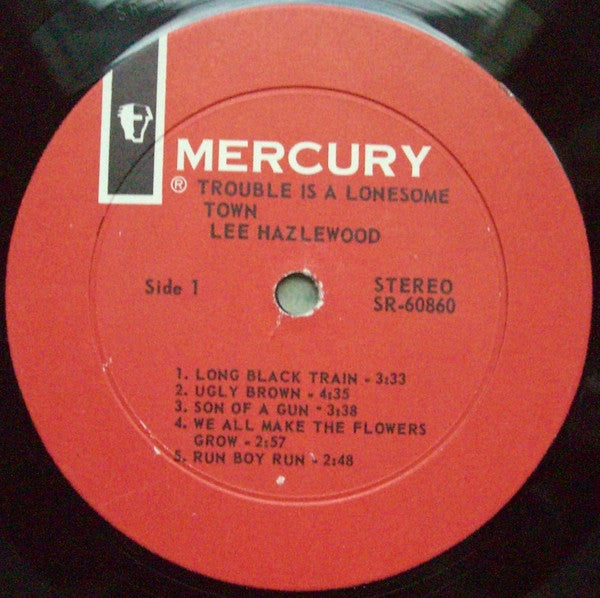 MERCURY
® TROUBLE IS A LONESOME
TOWN
LEE HAZLEWOOD
Side 1
STEREO
SR-60860
1. LONG BLACK TRAIN - 3:33
2. UGLY BROWN - 4:35
3. SON OF A GUN - 3:38
4. WE ALL MAKE THE FLOWERS
GROW - 2:57
5. RUN BOY RUN - 2:48